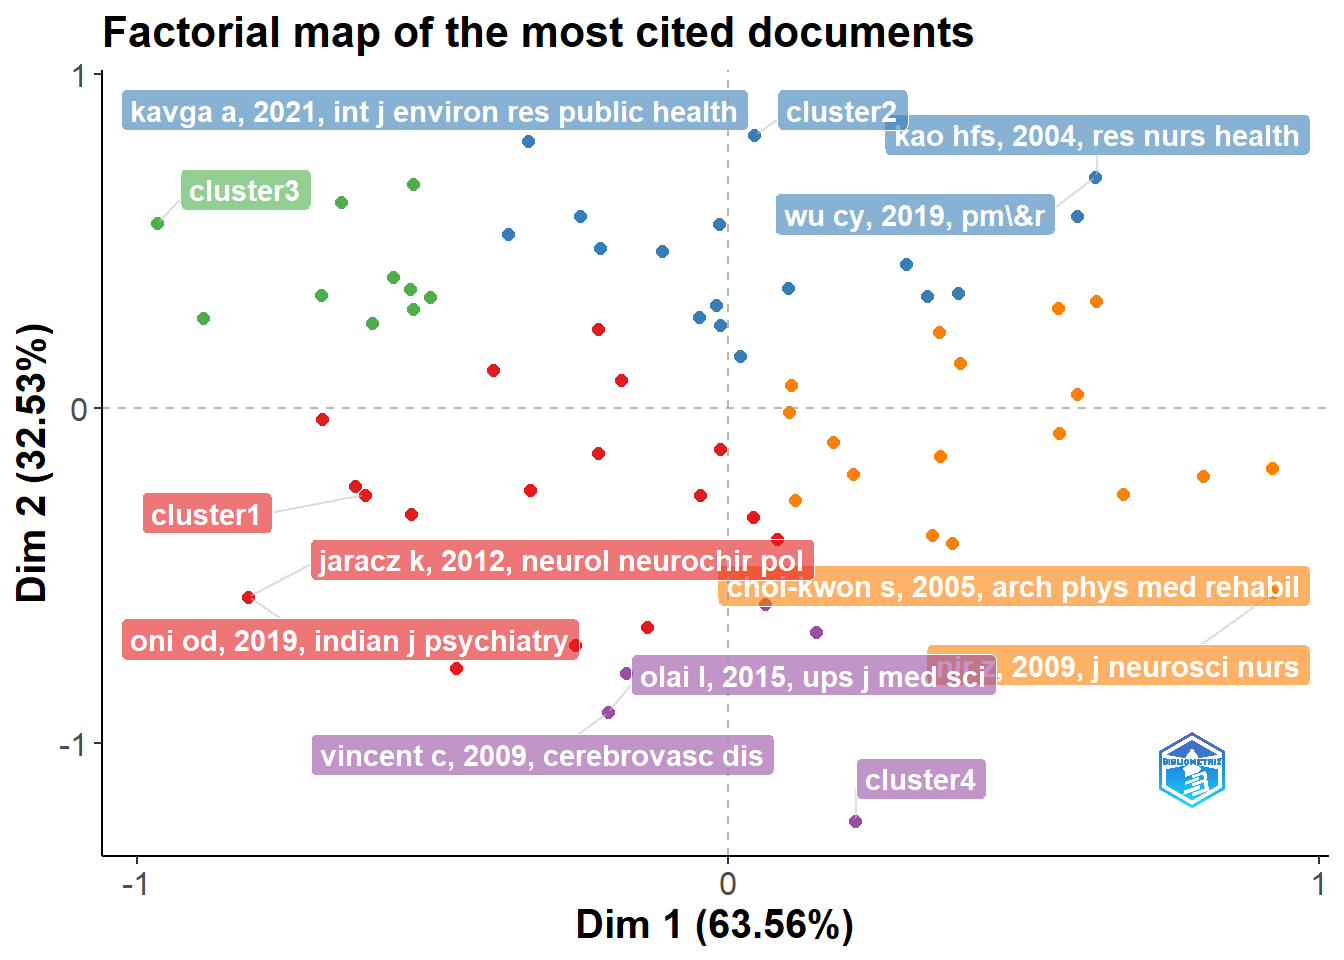 Factorial map of the most cited documents
1
kavga a, 2021, int j environ res public health
cluster2
kao hfs, 2004, res nurs health
cluster3
wu cy, 2019, pm\&r
Dim 2 (32.53%)
0
cluster1
jaracz k, 2012, neurol neurochir pol
choi-kwon s, 2005, arch phys med rehabil
oni od, 2019, indian j psychiatry
nir z, 2009, j neurosci nurs
olai l, 2015, ups j med sci
vincent c, 2009, cerebrovasc dis
-1
BIBLIOMETRIX
cluster4
-1
0
1
Dim 1 (63.56%)